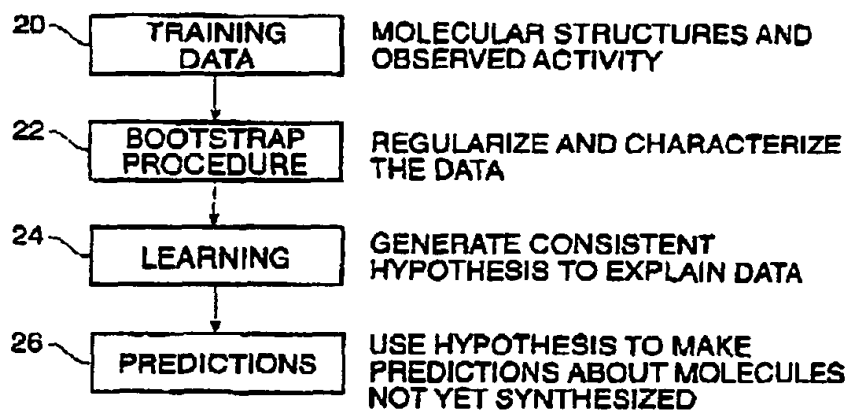 20
TRAINING
DATA
MOLECULAR STRUCTURES AND
OBSERVED ACTIVITY
22
BOOTSTRAP
PROCEDURE
REGULARIZE AND CHARACTERIZE
THE DATA
24
LEARNING
GENERATE CONSISTENT
HYPOTHESIS TO EXPLAIN DATA
26
PREDICTIONS
USE HYPOTHESIS TO MAKE
PREDICTIONS ABOUT MOLECULES
NOT YET SYNTHESIZED